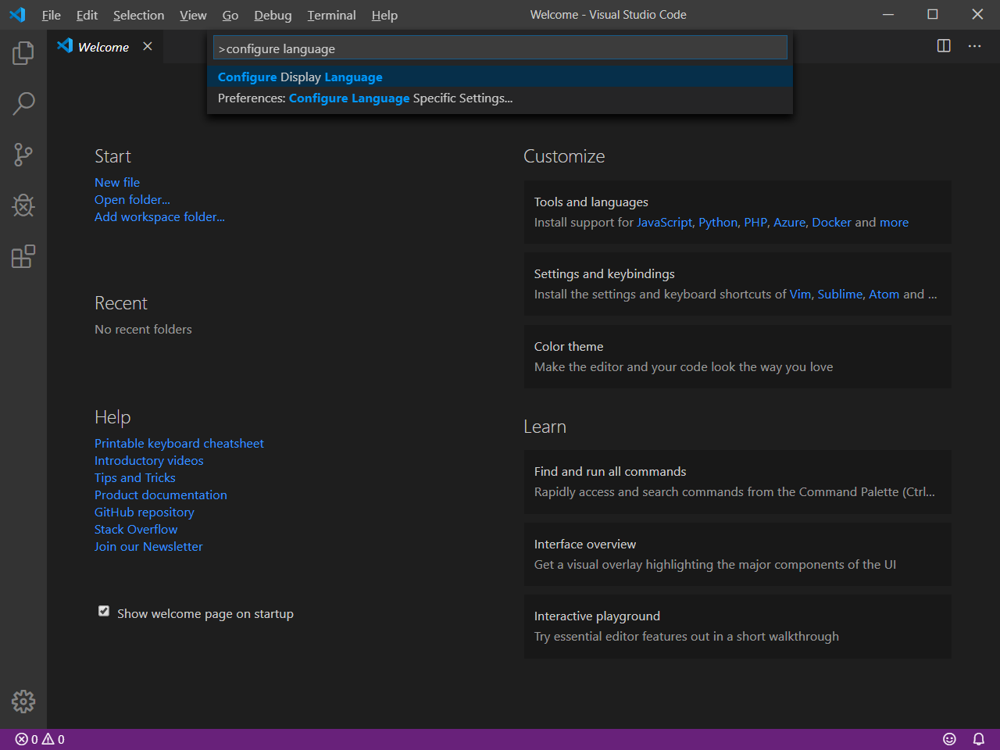 File Edit Selection View Go Debug Terminal Help Welcome - Visual Studio Code
Welcome
>configure language
Configure Display Language
Preferences: Configure Language Specific Settings...
Start
New file
Open folder...
Add workspace folder...
Recent
No recent folders
Help
Printable keyboard cheatsheet
Introductory videos
Tips and Tricks
Product documentation
GitHub repository
Stack Overflow
Join our Newsletter
Show welcome page on startup
Customize
Tools and languages
Install support for JavaScript, Python, PHP, Azure, Docker and more
Settings and keybindings
Install the settings and keyboard shortcuts of Vim, Sublime, Atom and ...
Color theme
Make the editor and your code look the way you love
Learn
Find and run all commands
Rapidly access and search commands from the Command Palette (Ctrl...
Interface overview
Get a visual overlay highlighting the major components of the UI
Interactive playground
Try essential editor features out in a short walkthrough
0 0